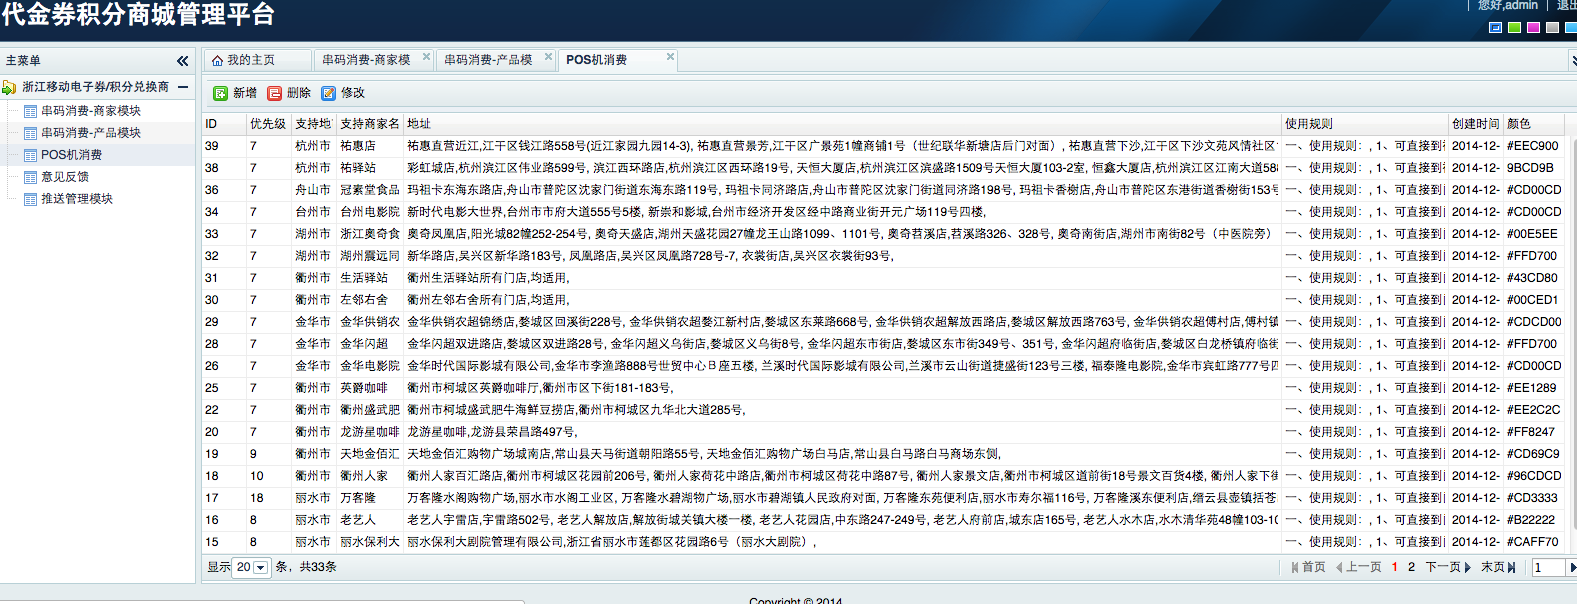 代金券积分商城管理平台
您好,admin | 退出
主菜单
我的主页 串码消费-商家模 串码消费-产品模 POS机消费
浙江移动电子券/积分兑换商
串码消费-商家模块
串码消费-产品模块
POS机消费
意见反馈
推送管理模块
新增 删除 修改
ID 优先级 支持地 支持商家名 地址 使用规则 创建时间 颜色
39 7 杭州市 祐惠店 祐惠直营近江,江干区钱江路558号(近江家园九园14-3), 祐惠直营景芳,江干区广景苑1幢商铺1号（世纪联华新塘店后门对面）, 祐惠直营下沙,江干区下沙文苑风情社区 一、使用规则：, 1、可直接到 2014-12- #EEC900
38 7 杭州市 祐驿站 彩虹城店,杭州滨江区伟业路599号, 滨江西环路店,杭州滨江区西环路19号, 天恒大厦店,杭州滨江区滨盛路1509号天恒大厦103-2室, 恒鑫大厦店,杭州滨江区江南大道58 一、使用规则：, 1、可直接到 2014-12- 9BCD9B
36 7 舟山市 冠素堂食品 玛祖卡东海东路店,舟山市普陀区沈家门街道东海东路119号, 玛祖卡同济路店,舟山市普陀区沈家门街道同济路198号, 玛祖卡香榭店,舟山市普陀区东港街道香榭街153号 一、使用规则：, 1、可直接到 2014-12- #CD00CD
34 7 台州市 台州电影院 新时代电影大世界,台州市市府大道555号5楼, 新崇和影城,台州市经济开发区经中路商业街开元广场119号四楼, 一、使用规则：, 1、可直接到 2014-12- #CD00CD
33 7 湖州市 浙江奥奇食 奥奇凤凰店,阳光城82幢252-254号, 奥奇天盛店,湖州天盛花园27幢龙王山路1099、1101号, 奥奇苕溪店,苕溪路326、328号, 奥奇南街店,湖州市南街82号（中医院旁） 一、使用规则：, 1、可直接到 2014-12- #00E5EE
32 7 湖州市 湖州震远同 新华路店,吴兴区新华路183号, 凤凰路店,吴兴区凤凰路728号-7, 衣裳街店,吴兴区衣裳街93号, 一、使用规则：, 1、可直接到 2014-12- #FFD700
31 7 衢州市 生活驿站 衢州生活驿站所有门店,均适用, 一、使用规则：, 1、可直接到 2014-12- #43CD80
30 7 衢州市 左邻右舍 衢州左邻右舍所有门店,均适用, 一、使用规则：, 1、可直接到 2014-12- #00CED1
29 7 金华市 金华供销农 金华供销农超锦绣店,婺城区回溪街228号, 金华供销农超婺江新村店,婺城区东莱路668号, 金华供销农超解放西路店,婺城区解放西路763号, 金华供销农超傅村店,傅村镇 一、使用规则：, 1、可直接到 2014-12- #CDCD00
28 7 金华市 金华闪超 金华闪超双进路店,婺城区双进路28号, 金华闪超义乌街店,婺城区义乌街8号, 金华闪超东市街店,婺城区东市街349号、351号, 金华闪超府临街店,婺城区白龙桥镇府临街 一、使用规则：, 1、可直接到 2014-12- #FFD700
26 7 金华市 金华电影院 金华时代国际影城有限公司,金华市李渔路888号世贸中心B座五楼, 兰溪时代国际影城有限公司,兰溪市云山街道捷盛街123号三楼, 福泰隆电影院,金华市宾虹路777号四 一、使用规则：, 1、可直接到 2014-12- #CD00CD
25 7 衢州市 英爵咖啡 衢州市柯城区英爵咖啡厅,衢州市区下街181-183号, 一、使用规则：, 1、可直接到 2014-12- #EE1289
22 7 衢州市 衢州盛武肥 衢州市柯城盛武肥牛海鲜豆捞店,衢州市柯城区九华北大道285号, 一、使用规则：, 1、可直接到 2014-12- #EE2C2C
20 7 衢州市 龙游星咖啡 龙游星咖啡,龙游县荣昌路497号, 一、使用规则：, 1、可直接到 2014-12- #FF8247
19 9 衢州市 天地金佰汇 天地金佰汇购物广场城南店,常山县天马街道朝阳路55号, 天地金佰汇购物广场白马店,常山县白马路白马商场东侧, 一、使用规则：, 1、可直接到 2014-12- #CD69C9
18 10 衢州市 衢州人家 衢州人家百汇路店,衢州市柯城区花园前206号, 衢州人家荷花中路店,衢州市柯城区荷花中路87号, 衢州人家景文店,衢州市柯城区道前街18号景文百货4楼, 衢州人家下街 一、使用规则：, 1、可直接到 2014-12- #96CDCD
17 18 丽水市 万客隆 万客隆水阁购物广场,丽水市水阁工业区, 万客隆水碧湖物广场,丽水市碧湖镇人民政府对面, 万客隆东苑便利店,丽水市寿尔福116号, 万客隆溪东便利店,缙云县壶镇括苍 一、使用规则：, 1、可直接到 2014-12- #CD3333
16 8 丽水市 老艺人 老艺人宇雷店,宇雷路502号, 老艺人解放店,解放街城关镇大楼一楼, 老艺人花园店,中东路247-249号, 老艺人府前店,城东店165号, 老艺人水木店,水木清华苑48幢103-10 一、使用规则：, 1、可直接到 2014-12- #B22222
15 8 丽水市 丽水保利大 丽水保利大剧院管理有限公司,浙江省丽水市莲都区花园路6号（丽水大剧院）, 一、使用规则：, 1、可直接到 2014-12- #CAFF70
显示 20 条，共33条 首页 上一页 1 2 下一页 末页 1
Copyright © 2014